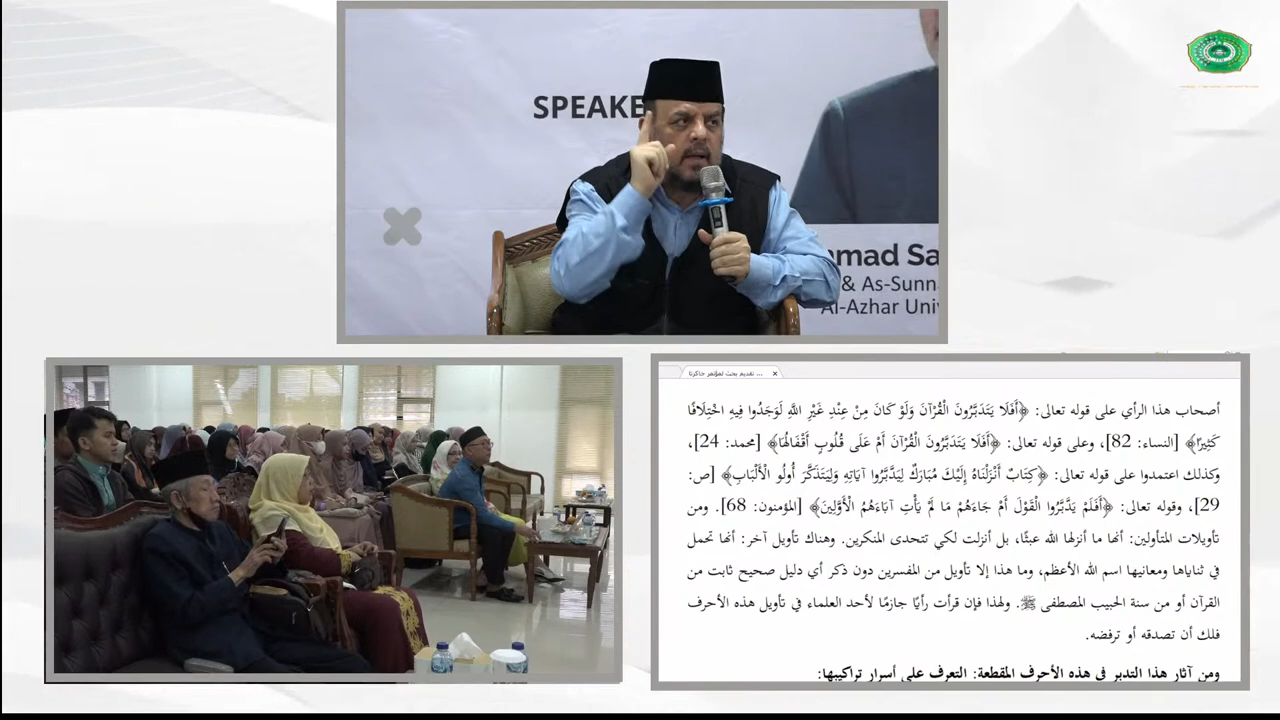 SPEAKE
mmad Sa
& As-Sunn
Al-Azhar Univ
تقديم بحث لمؤتمر جاكرتا ...
أصحاب هذا الرأي على قوله تعالى: ﴿أَفَلَا يَتَدَبَّرُونَ الْقُرْآنَ وَلَوْ كَانَ مِنْ عِنْدِ غَيْرِ اللَّهِ لَوَجَدُوا فِيهِ اخْتِلَافًا
كَثِيرًا﴾ [النساء: 82]، وعلى قوله تعالى: ﴿أَفَلَا يَتَدَبَّرُونَ الْقُرْآنَ أَمْ عَلَى قُلُوبٍ أَقْفَالُهَا﴾ [محمد: 24]،
وكذلك اعتمدوا على قوله تعالى: ﴿كِتَابٌ أَنْزَلْنَاهُ إِلَيْكَ مُبَارَكٌ لِيَدَّبَّرُوا آيَاتِهِ وَلِيَتَذَكَّرَ أُولُو الْأَلْبَابِ﴾ [ص:
29]، وقوله تعالى: ﴿أَفَلَمْ يَدَّبَّرُوا الْقَوْلَ أَمْ جَاءَهُمْ مَا لَمْ يَأْتِ آبَاءَهُمُ الْأَوَّلِينَ﴾ [المؤمنون: 68]. ومن
تأويلات المتأولين: أنها ما أنزلها الله عبثًا، بل أنزلت لكي تتحدى المنكرين. وهناك تأويل آخر: أنها تحمل
في ثناياها ومعانيها اسم الله الأعظم، وما هذا إلا تأويل من المفسرين دون ذكر أي دليل صحيح ثابت من
القرآن أو من سنة الحبيب المصطفى ﷺ. ولهذا فإن قرأت رأيًا جازمًا لأحد العلماء في تأويل هذه الأحرف
فلك أن تصدقه أو ترفضه.
ومن آثار هذا التدبر في هذه الأحرف المقطعة: التعرف على أسرار تراكيبها: